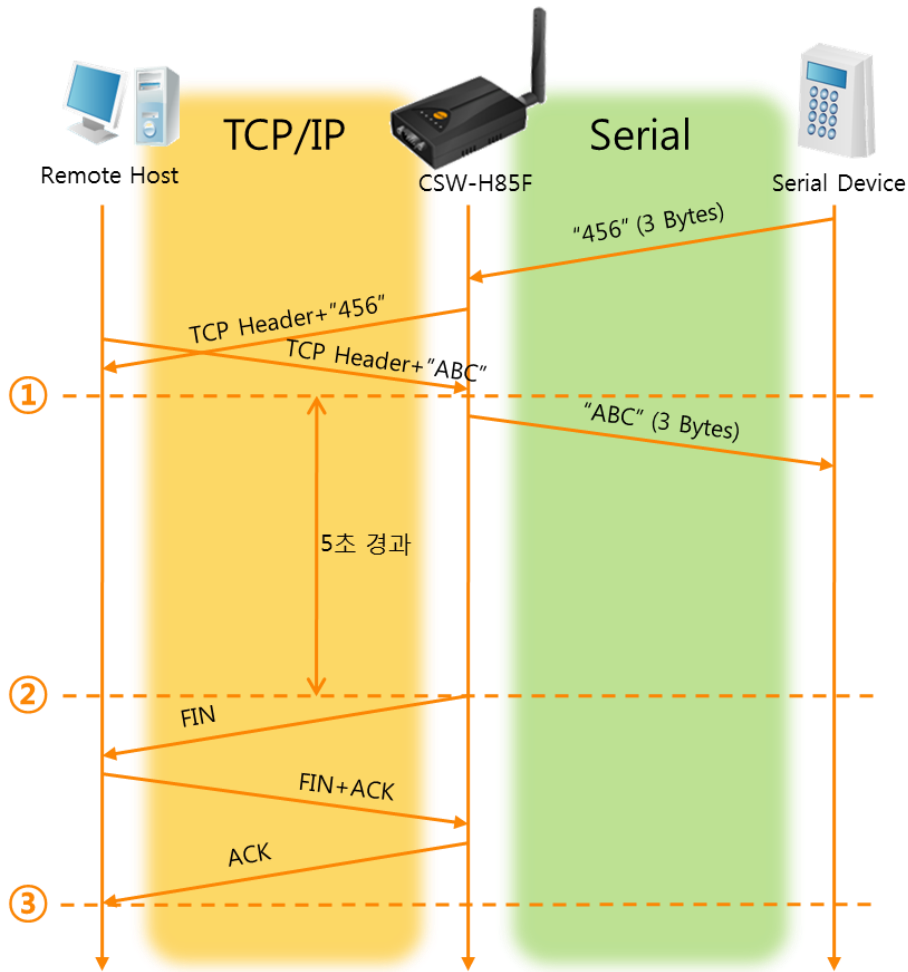 TCP/IP
Serial
Remote Host
CSW-H85F
Serial Device
"456" (3 Bytes)
TCP Header+"456"
TCP Header+"ABC"
①
"ABC" (3 Bytes)
5초 경과
②
FIN
FIN+ACK
ACK
③